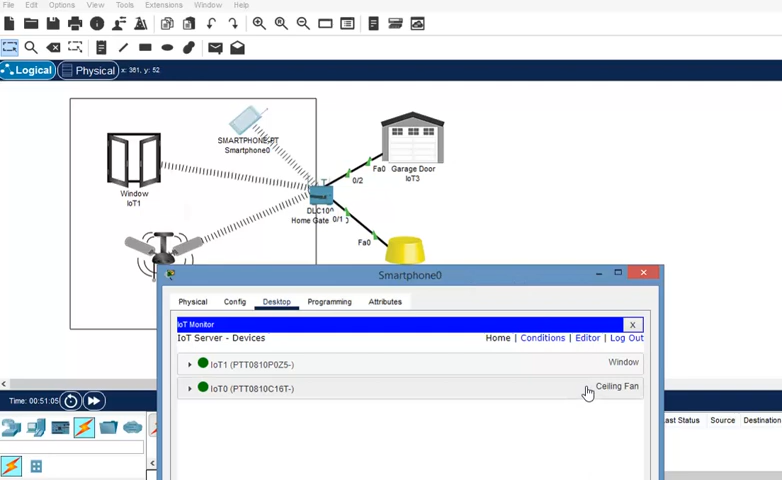 File Edit Options View Tools Extensions Window Help
Logical Physical x: 361, y: 52
SMARTPHONE-PT
Smartphone0
Window
IoT1
Fa0
0/2
Garage Door
IoT3
Home Gate
0/1
Fa0
Smartphone0
Physical Config Desktop Programming Attributes
IoT Monitor X
IoT Server - Devices Home | Conditions | Editor | Log Out
IoT1 (PTT0810P0Z5-) Window
IoT0 (PTT0810C16T-) Ceiling Fan
Time: 00:51:05
Last Status Source Destination